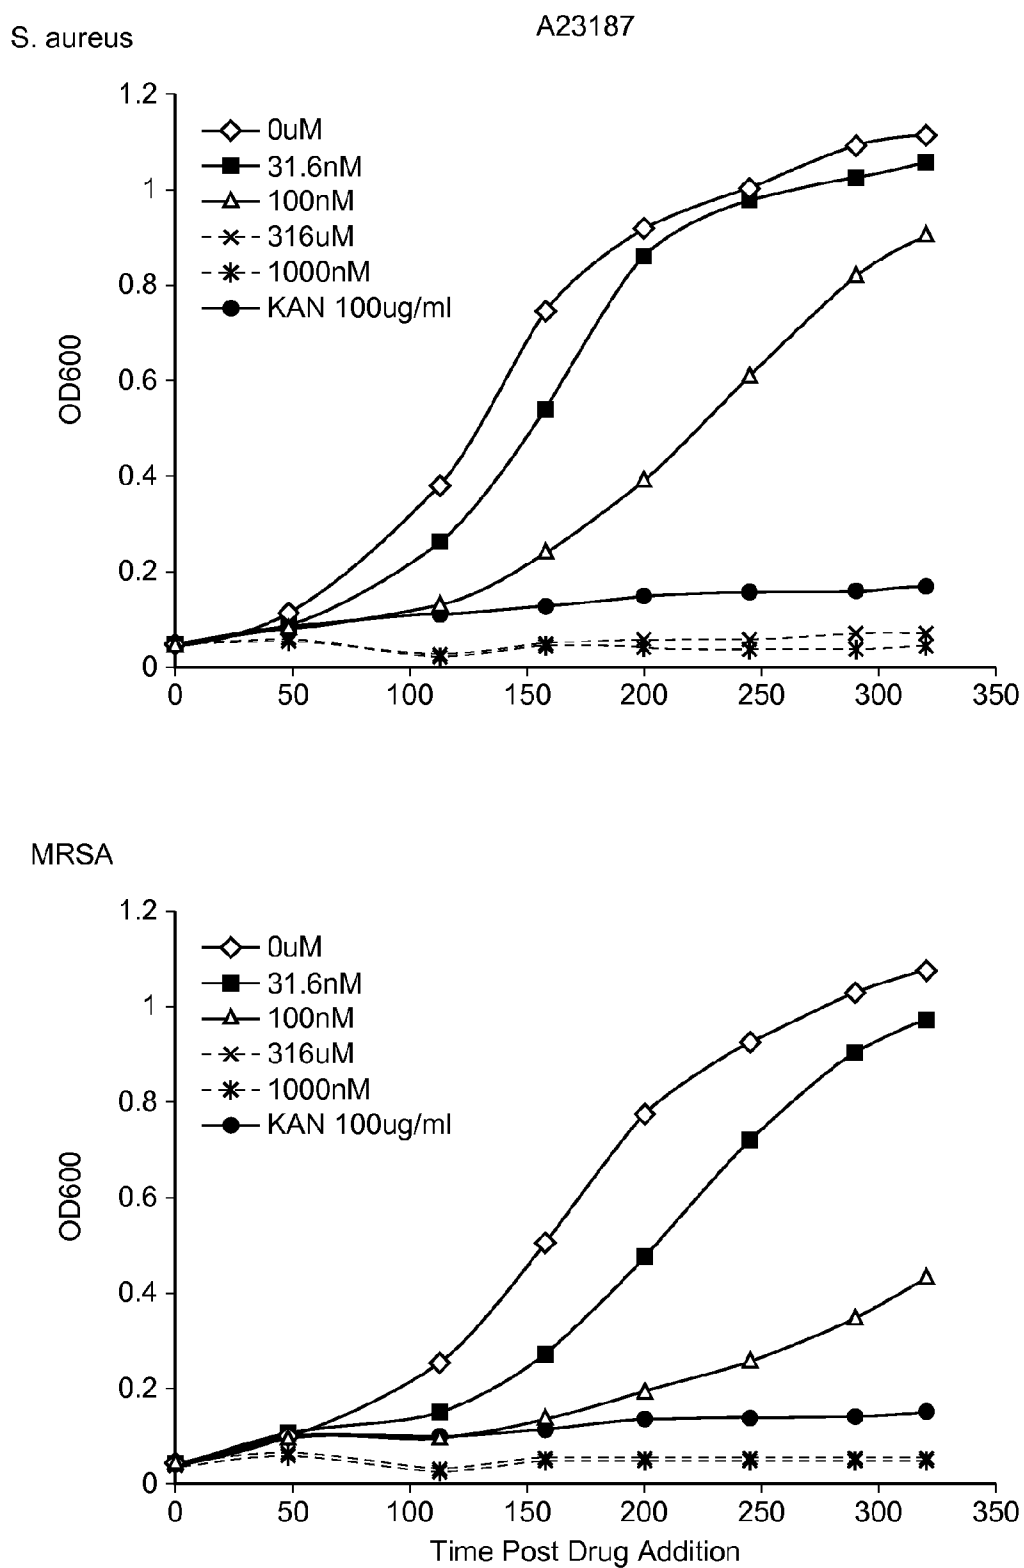 S. aureus
A23187
1.2
1
0.8
0.6
0.4
0.2
0
OD600
0uM
31.6nM
100nM
316uM
1000nM
KAN 100ug/ml
0 50 100 150 200 250 300 350
MRSA
1.2
1
0.8
0.6
0.4
0.2
0
OD600
0uM
31.6nM
100nM
316uM
1000nM
KAN 100ug/ml
0 50 100 150 200 250 300 350
Time Post Drug Addition